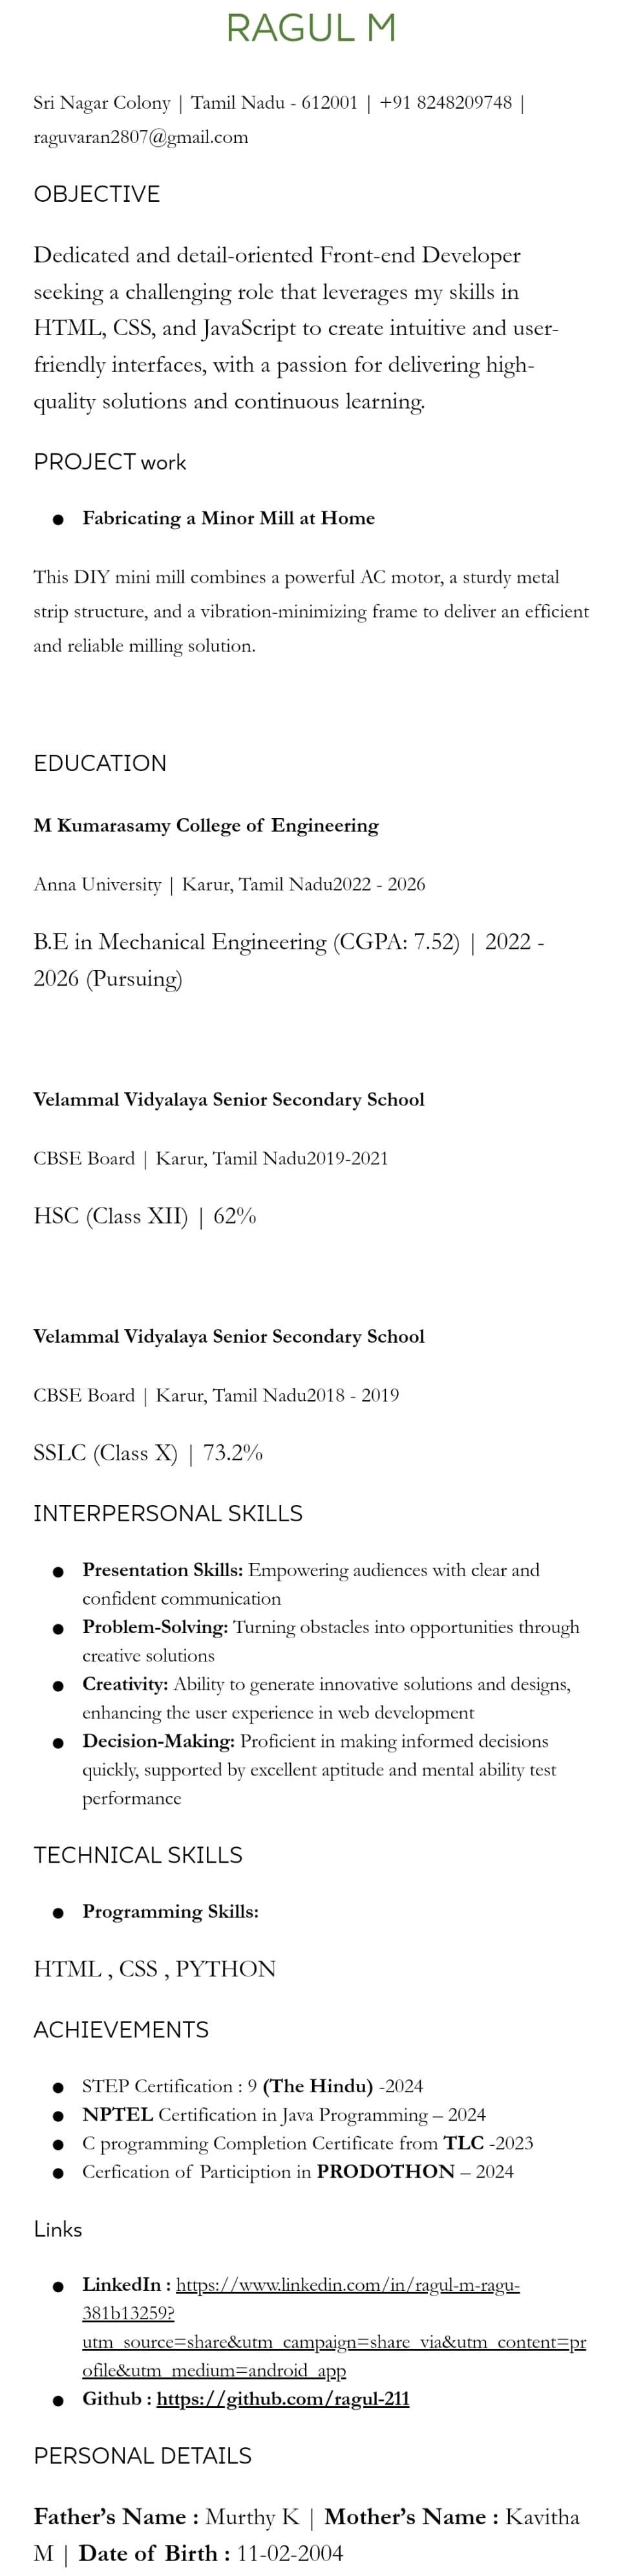 RAGUL M
Sri Nagar Colony | Tamil Nadu - 612001 | +91 8248209748 |
raguvaran2807@gmail.com
OBJECTIVE
Dedicated and detail-oriented Front-end Developer
seeking a challenging role that leverages my skills in
HTML, CSS, and JavaScript to create intuitive and user-
friendly interfaces, with a passion for delivering high-
quality solutions and continuous learning.
PROJECT work
● Fabricating a Minor Mill at Home
This DIY mini mill combines a powerful AC motor, a sturdy metal
strip structure, and a vibration-minimizing frame to deliver an efficient
and reliable milling solution.
EDUCATION
M Kumarasamy College of Engineering
Anna University | Karur, Tamil Nadu2022 - 2026
B.E in Mechanical Engineering (CGPA: 7.52) | 2022 -
2026 (Pursuing)
Velammal Vidyalaya Senior Secondary School
CBSE Board | Karur, Tamil Nadu2019-2021
HSC (Class XII) | 62%
Velammal Vidyalaya Senior Secondary School
CBSE Board | Karur, Tamil Nadu2018 - 2019
SSLC (Class X) | 73.2%
INTERPERSONAL SKILLS
● Presentation Skills: Empowering audiences with clear and
confident communication
● Problem-Solving: Turning obstacles into opportunities through
creative solutions
● Creativity: Ability to generate innovative solutions and designs,
enhancing the user experience in web development
● Decision-Making: Proficient in making informed decisions
quickly, supported by excellent aptitude and mental ability test
performance
TECHNICAL SKILLS
● Programming Skills:
HTML , CSS , PYTHON
ACHIEVEMENTS
● STEP Certification : 9 (The Hindu) -2024
● NPTEL Certification in Java Programming – 2024
● C programming Completion Certificate from TLC -2023
● Cerfication of Particiption in PRODOTHON – 2024
Links
● LinkedIn : https://www.linkedin.com/in/ragul-m-ragu-
381b13259?
utm_source=share&utm_campaign=share_via&utm_content=pr
ofile&utm_medium=android_app
● Github : https://github.com/ragul-211
PERSONAL DETAILS
Father’s Name : Murthy K | Mother’s Name : Kavitha
M | Date of Birth : 11-02-2004